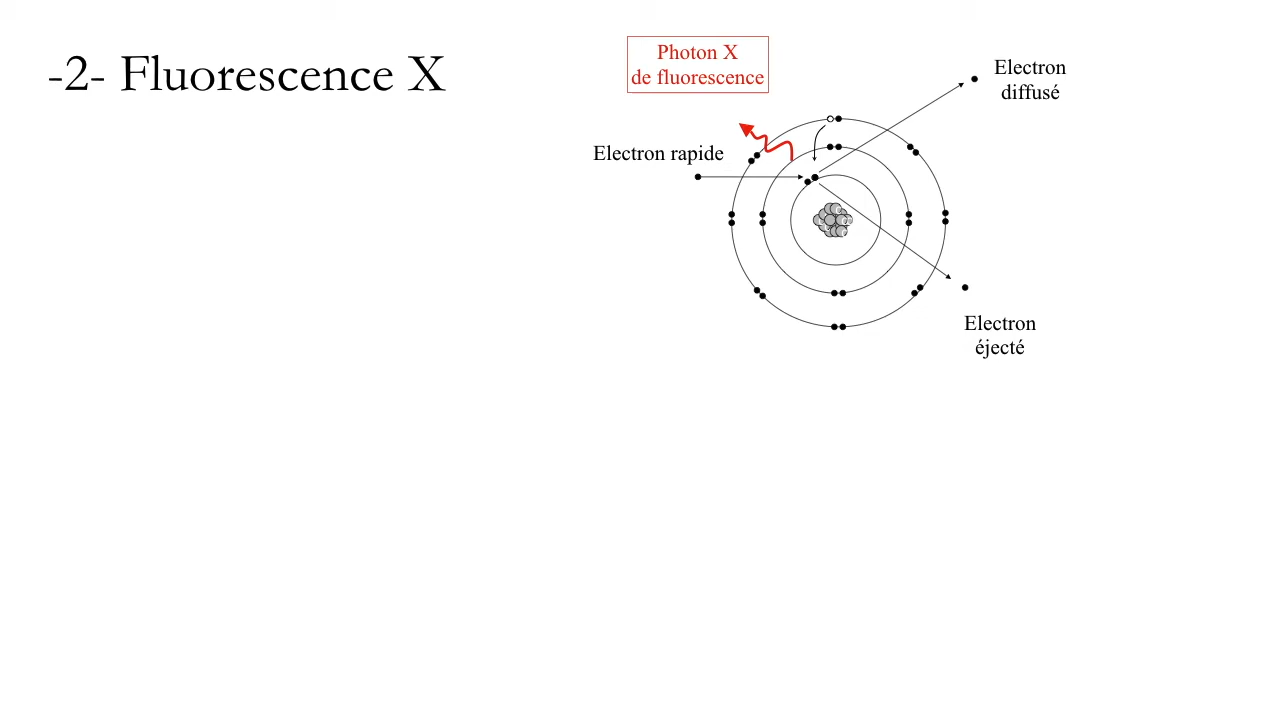 -2- Fluorescence X
Photon X
de fluorescence
Electron
diffusé
Electron rapide
Electron
éjecté